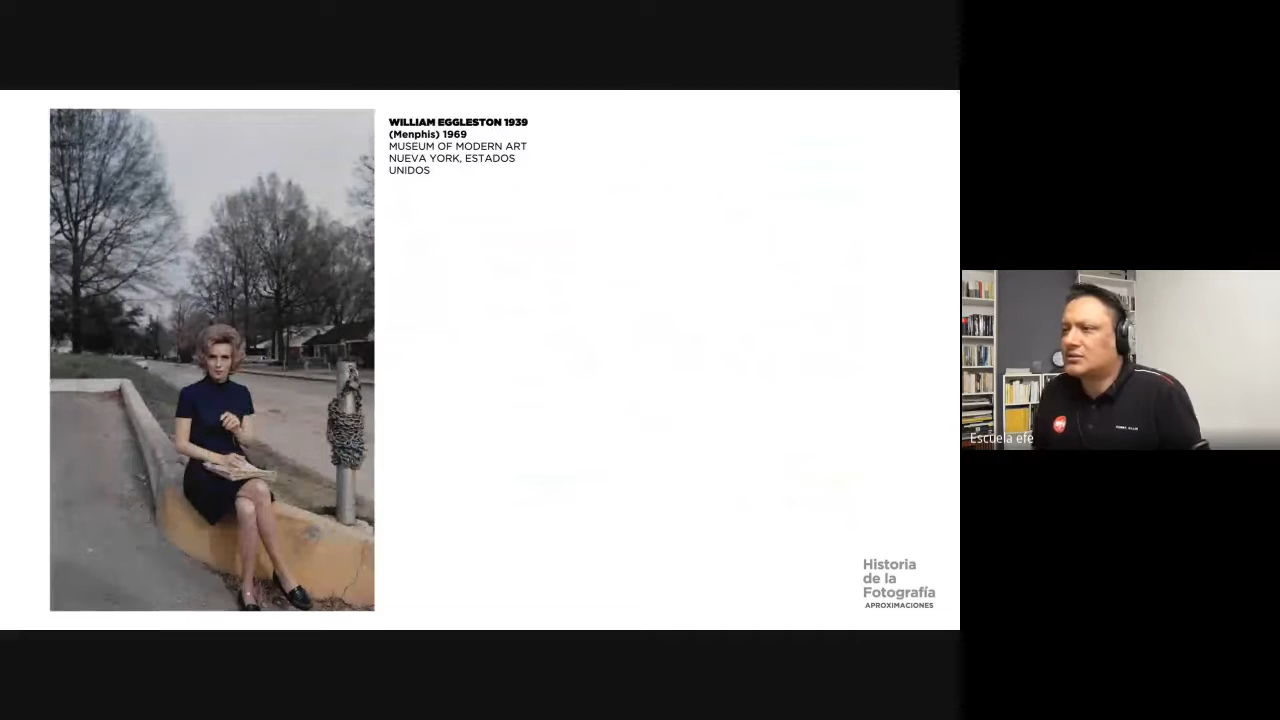 WILLIAM EGGLESTON 1939
(Menphis) 1969
MUSEUM OF MODERN ART
NUEVA YORK, ESTADOS
UNIDOS
Historia
de la
Fotografía
APROXIMACIONES
Escuela efe